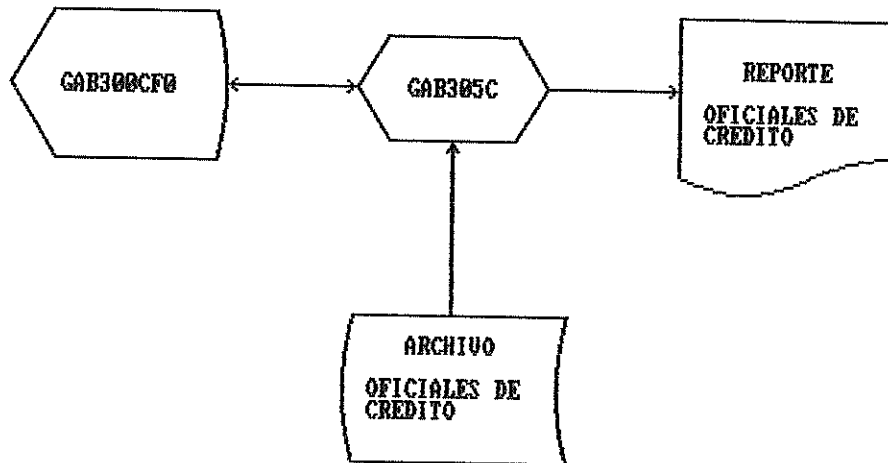 GAB300CF0
GAB305C
REPORTE
OFICIALES DE
CREDITO
ARCHIVO
OFICIALES DE
CREDITO